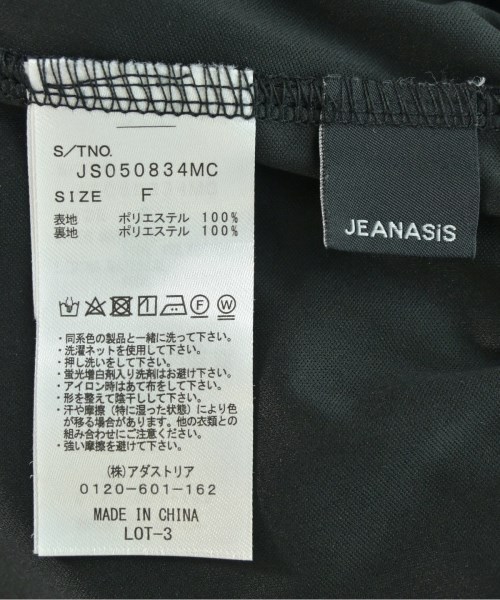 S/TNO.
JS050834MC
SIZE F
表地 ポリエステル 100%
裏地 ポリエステル 100%
F
W
・同系色の製品と一緒に洗って下さい。
・洗濯ネットを使用して下さい。
・押し洗いをして下さい。
・蛍光増白剤入り洗剤はお避け下さい。
・アイロン時はあて布をして下さい。
・形を整えて陰干しして下さい。
・汗や摩擦（特に湿った状態）により色
が移る場合があります。他の衣類との
組み合わせにご注意下さい。
・強い摩擦を避けて下さい。
(株)アダストリア
0120-601-162
MADE IN CHINA
LOT-3
JEANASiS